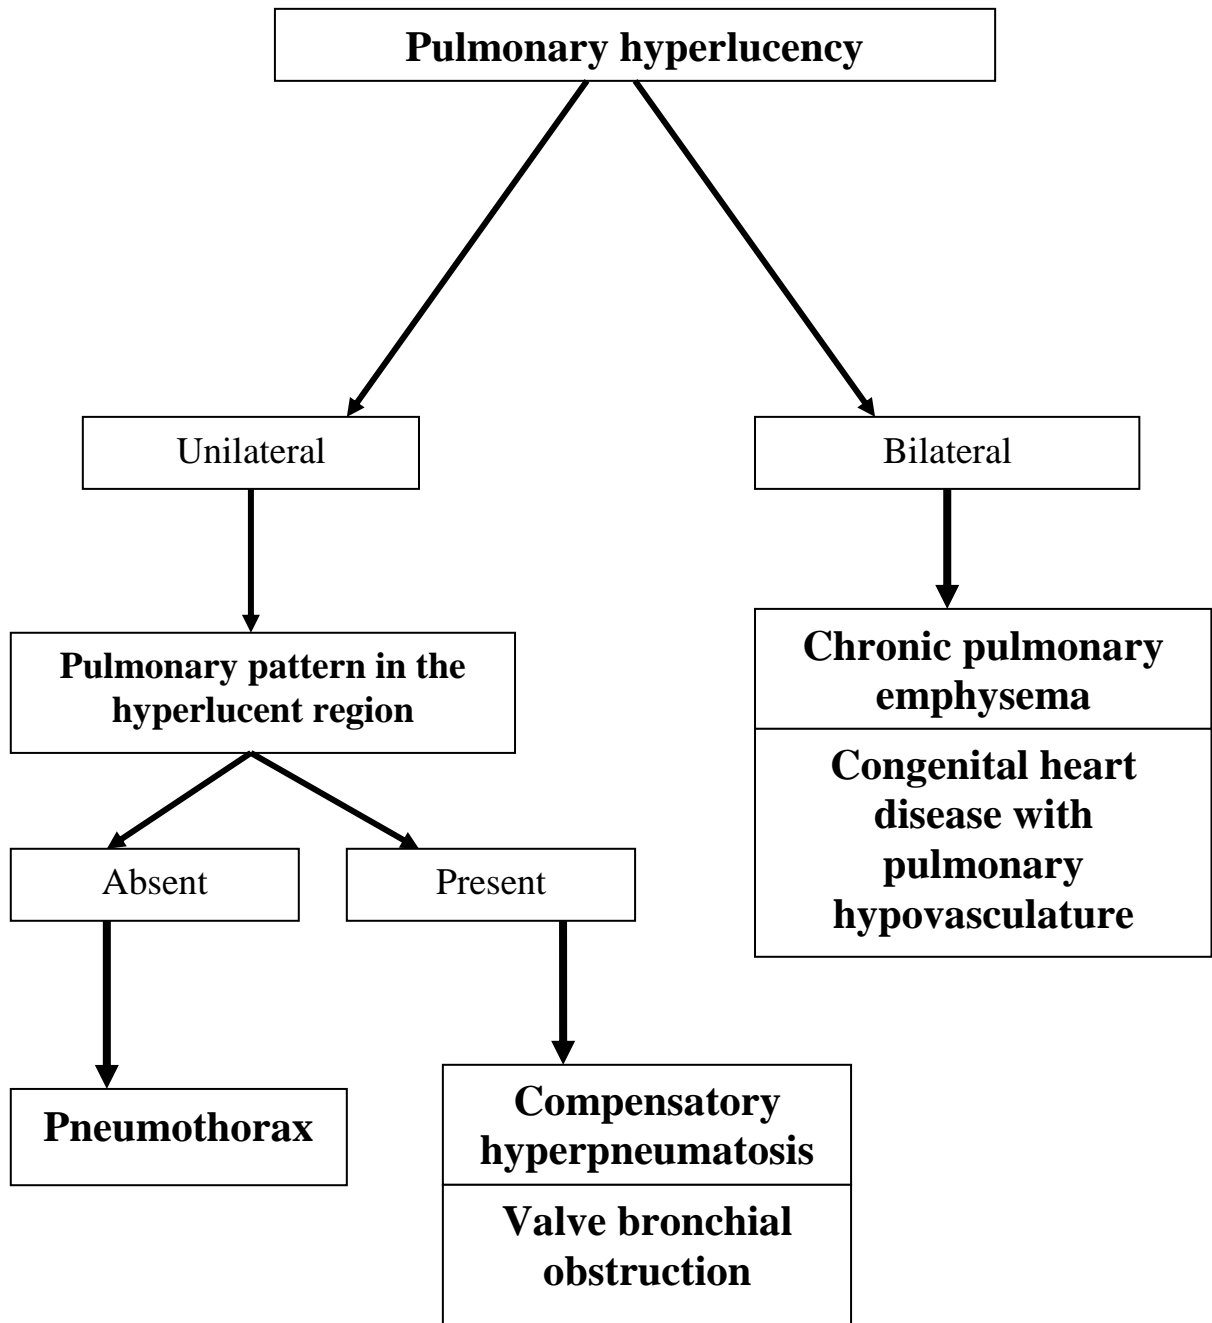 Pulmonary hyperlucency
Unilateral
Bilateral
Pulmonary pattern in the
hyperlucent region
Chronic pulmonary
emphysema
Congenital heart
disease with
pulmonary
hypovasculature
Absent
Present
Pneumothorax
Compensatory
hyperpneumatosis
Valve bronchial
obstruction